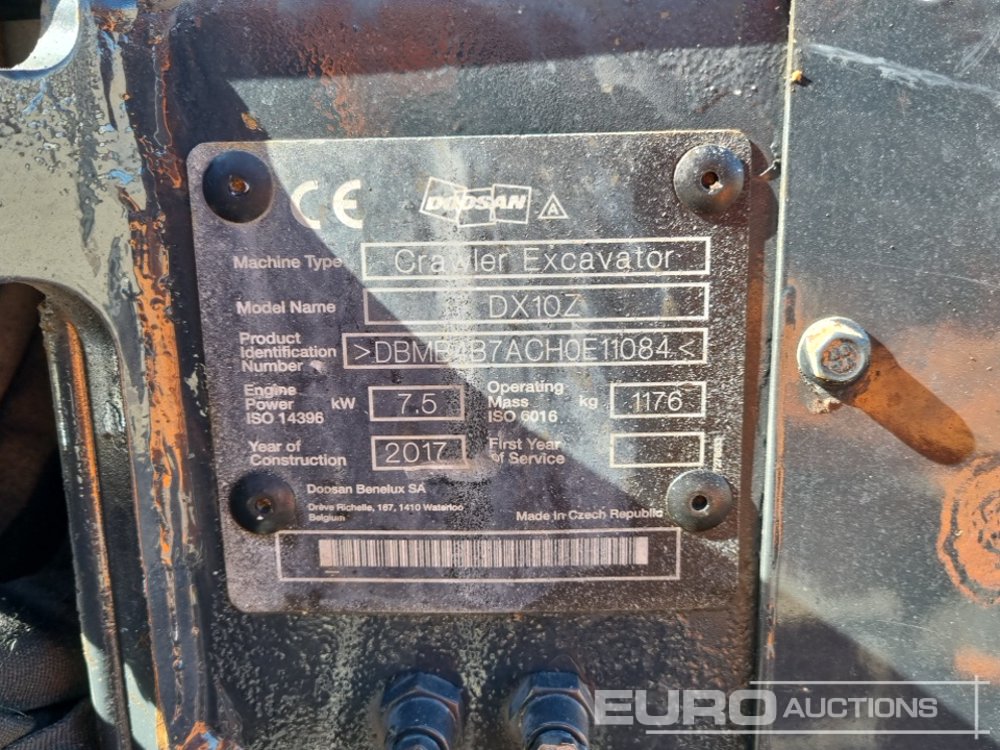 CE DOOSAN A
Machine Type Crawler Excavator
Model Name DX10Z
Product
Identification
Number >DBMB4B7ACH0E11084<
Engine
Power kW 7.5
ISO 14396
Operating
Mass kg 1176
ISO 6016
Year of
Construction 2017
First Year
of Service
Doosan Benelux SA
Drève Richelle, 167, 1410 Waterloo
Belgium
Made in Czech Republic
EURO AUCTIONS